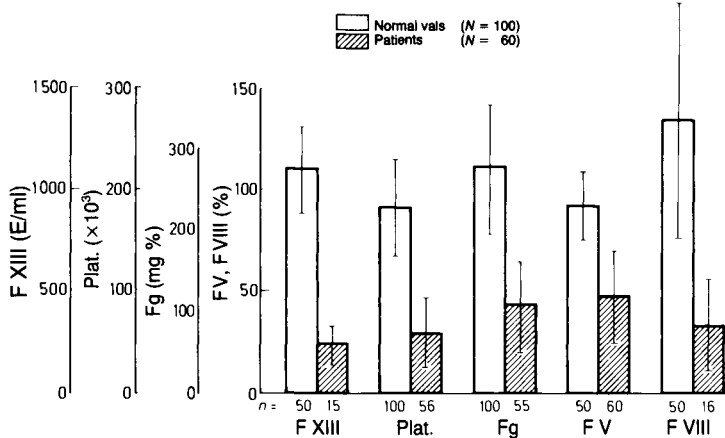 Normal vals (N = 100)
Patients (N = 60)
1500
1000
500
0
F XIII (E/ml)
300
200
100
0
Plat. (×10³)
300
200
100
0
Fg (mg %)
150
100
50
0
FV, F VIII (%)
n = 50 15 100 56 100 55 50 60 50 16
F XIII Plat. Fg F V F VIII